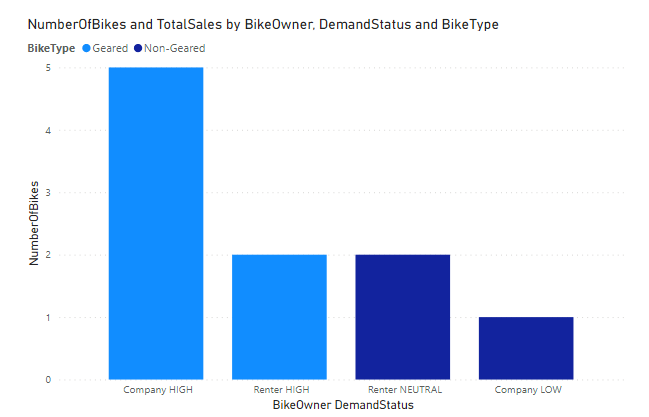 NumberOfBikes and TotalSales by BikeOwner, DemandStatus and BikeType
BikeType Geared Non-Geared
5
4
3
2
1
0
NumberOfBikes
Company HIGH Renter HIGH Renter NEUTRAL Company LOW
BikeOwner DemandStatus